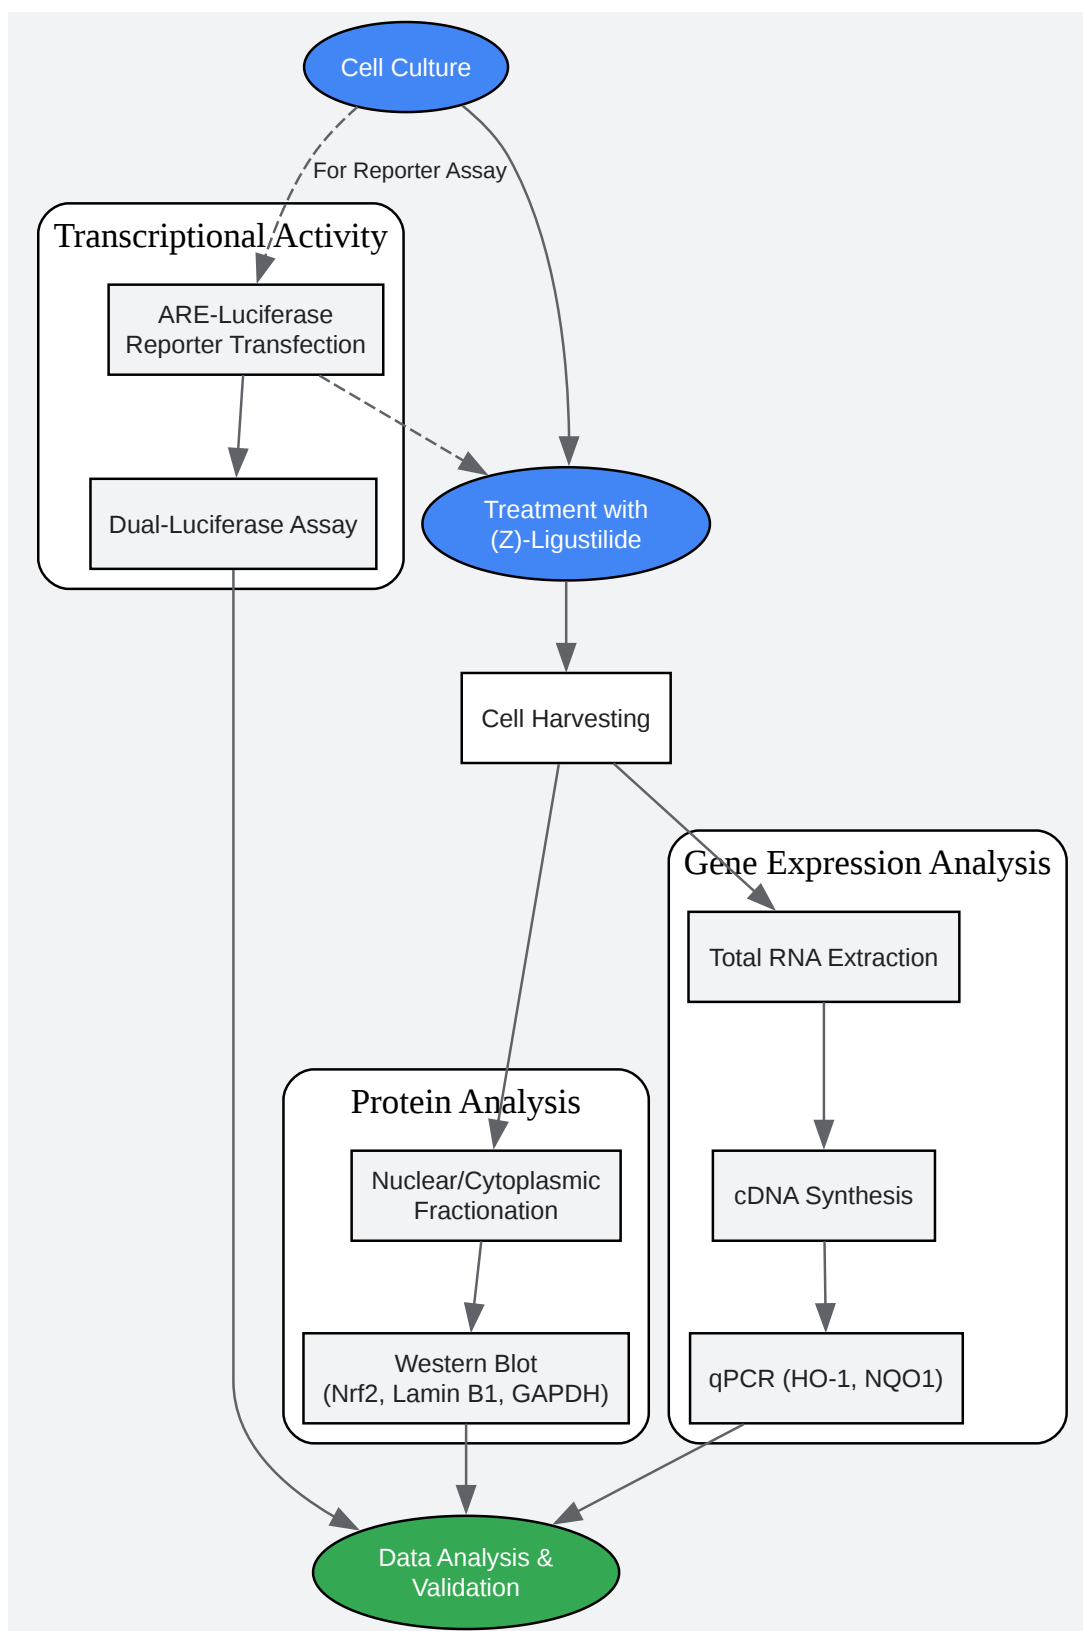 Cell Culture
For Reporter Assay
Transcriptional Activity
ARE-Luciferase
Reporter Transfection
Dual-Luciferase Assay
Treatment with
(Z)-Ligustilide
Cell Harvesting
Gene Expression Analysis
Total RNA Extraction
Protein Analysis
Nuclear/Cytoplasmic
Fractionation
cDNA Synthesis
Western Blot
(Nrf2, Lamin B1, GAPDH)
qPCR (HO-1, NQO1)
Data Analysis &
Validation